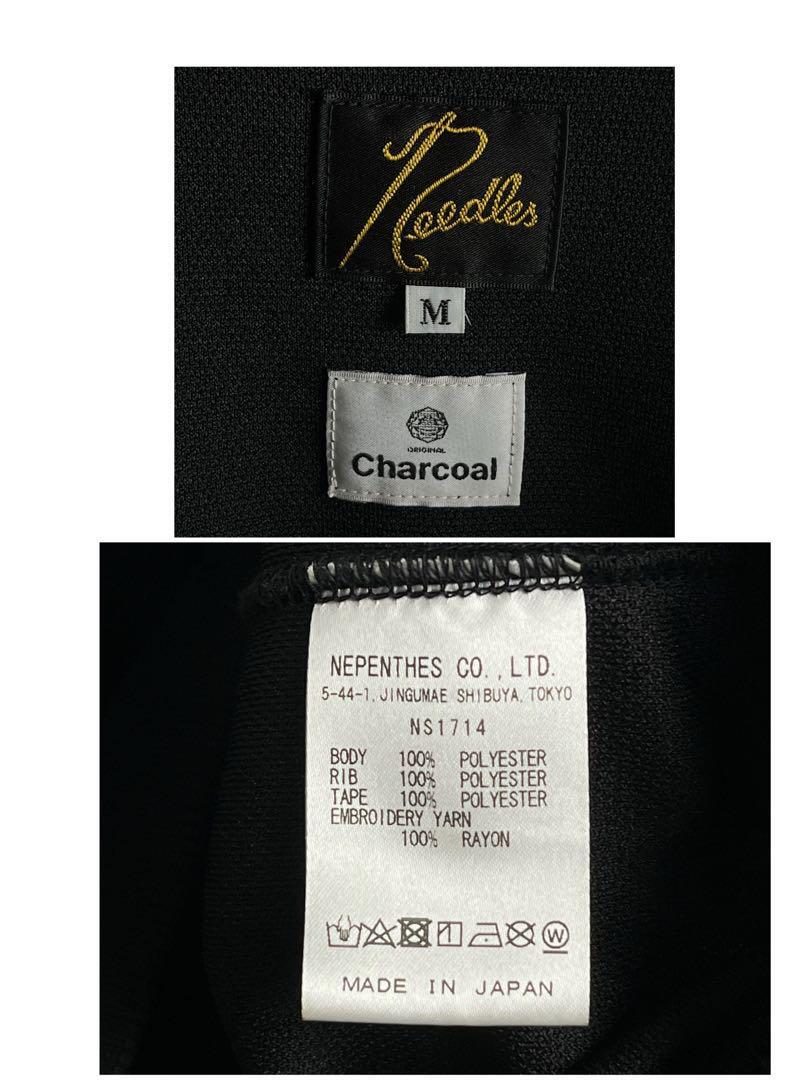 Needles
M
ORIGINAL
Charcoal
NEPENTHES CO., LTD.
5-44-1, JINGUMAE SHIBUYA, TOKYO
NS1714
BODY 100% POLYESTER
RIB 100% POLYESTER
TAPE 100% POLYESTER
EMBROIDERY YARN
100% RAYON
W
MADE IN JAPAN